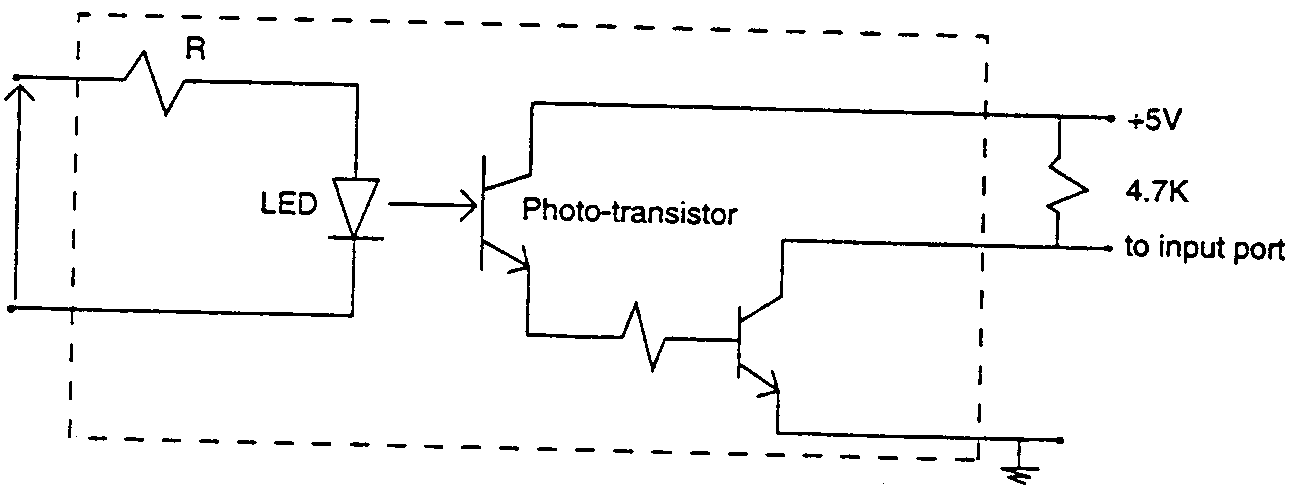 R
+5V
LED
4.7K
Photo-transistor
to input port